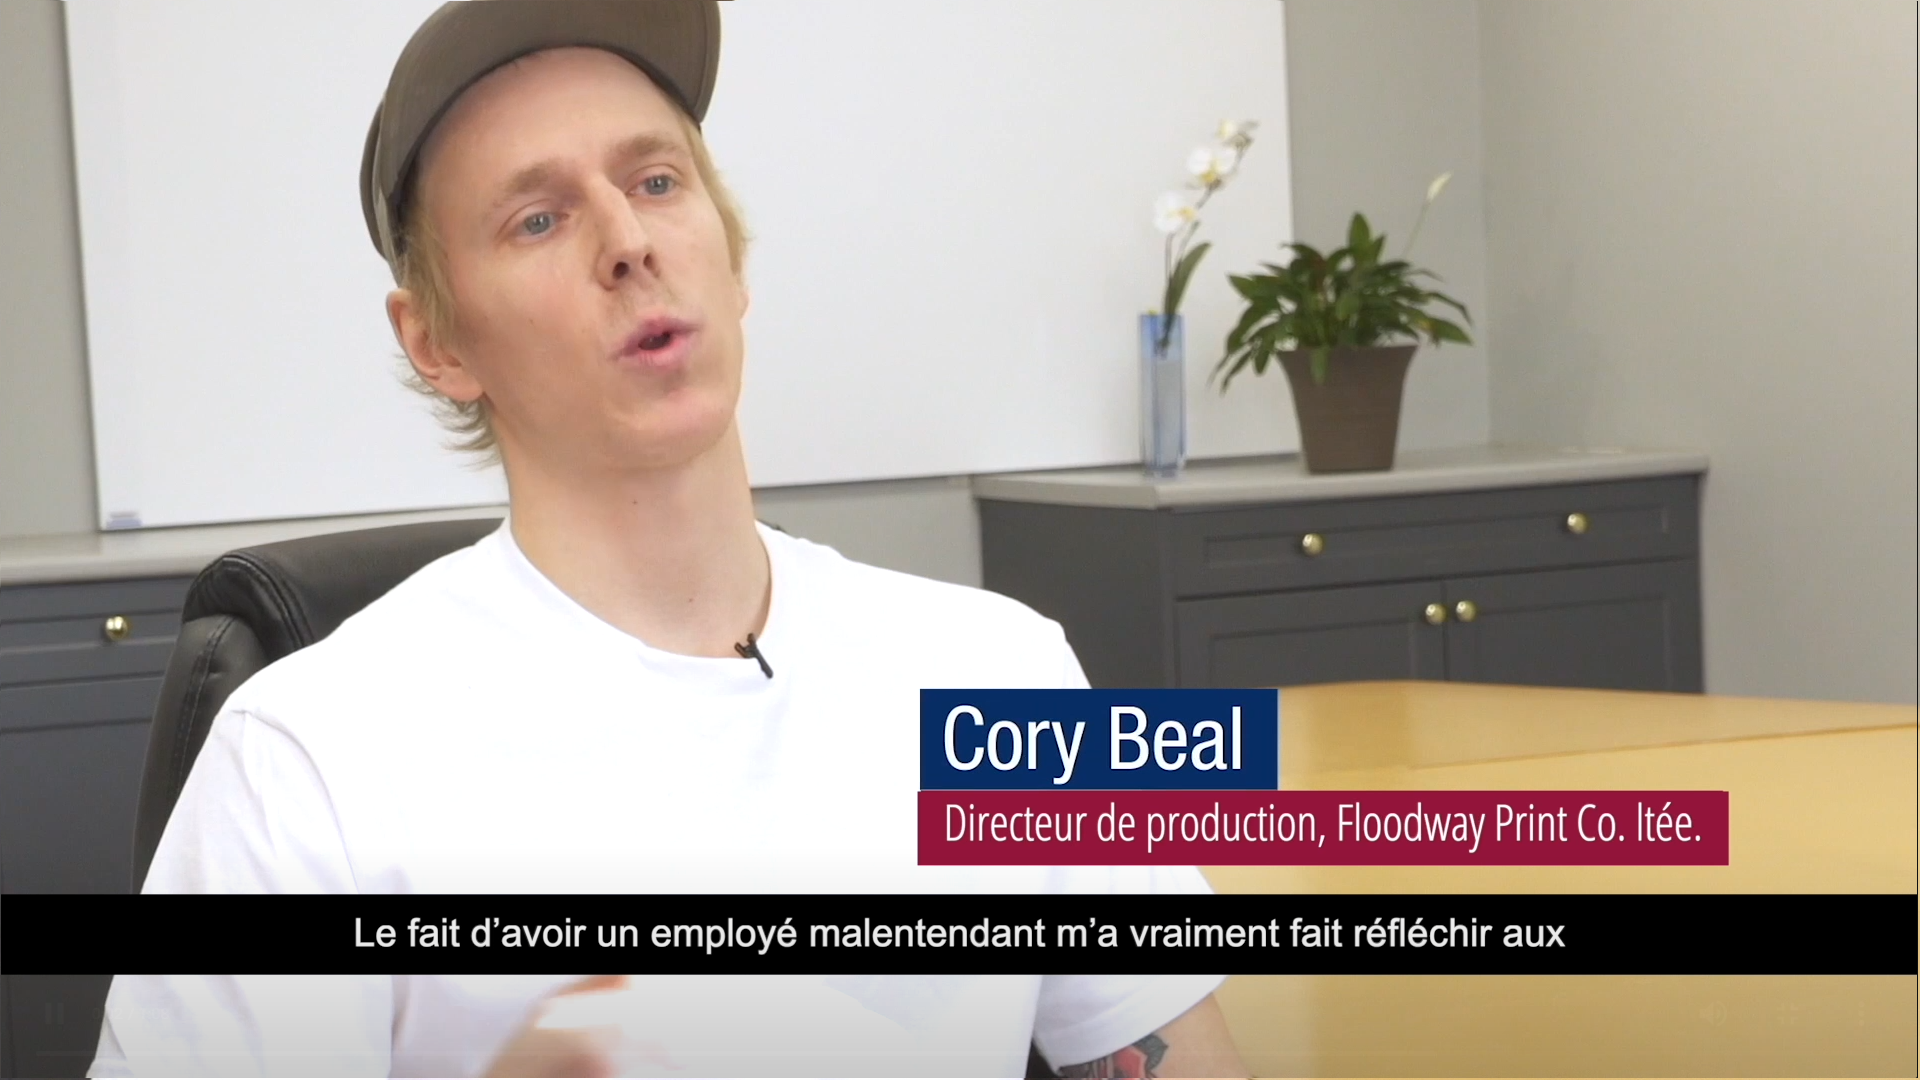 Cory Beal
Directeur de production, Floodway Print Co. ltée.
Le fait d’avoir un employé malentendant m’a vraiment fait réfléchir aux